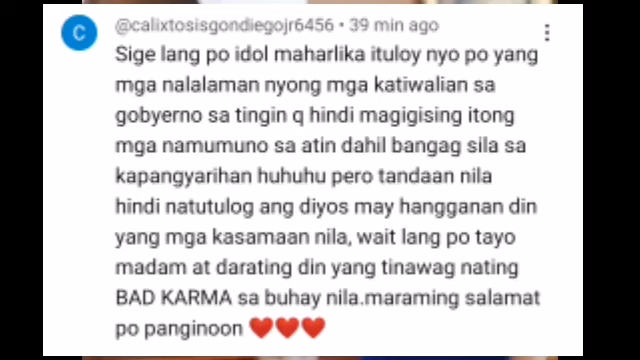 C
@calixtosisgondiegojr6456 • 39 min ago
Sige lang po idol maharlika ituloy nyo po yang
mga nalalaman nyong mga katiwalian sa
gobyerno sa tingin q hindi magigising itong
mga namumuno sa atin dahil bangag sila sa
kapangyarihan huhuhu pero tandaan nila
hindi natutulog ang diyos may hangganan din
yang mga kasamaan nila, wait lang po tayo
madam at darating din yang tinawag nating
BAD KARMA sa buhay nila.maraming salamat
po panginoon ❤❤❤